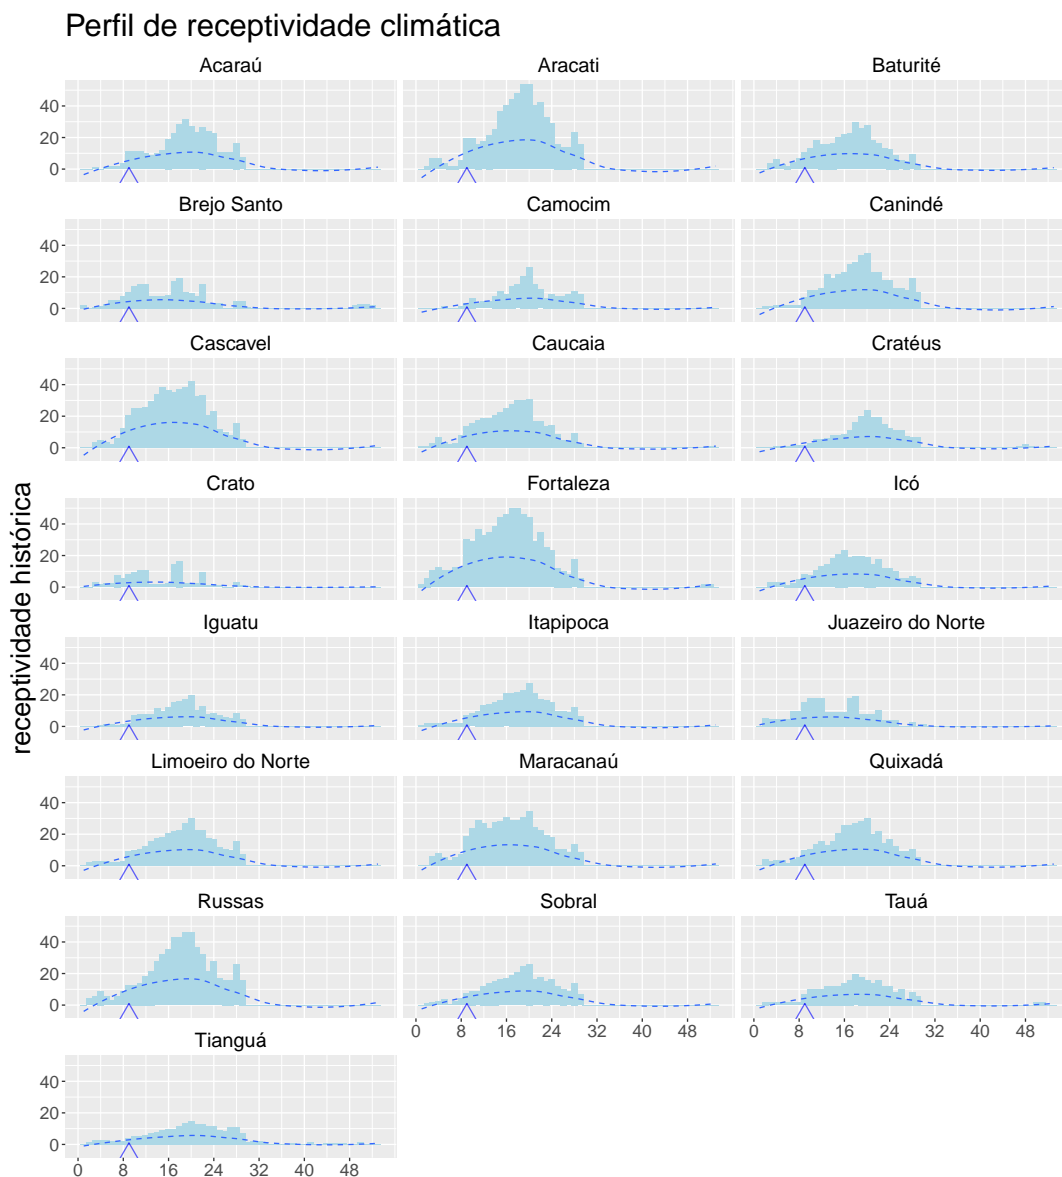 Perfil de receptividade climática
Acaraú Aracati Baturité
40
20
0
Brejo Santo Camocim Canindé
40
20
0
Cascavel Caucaia Cratéus
40
20
0
Crato Fortaleza Icó
40
20
0
receptividade histórica
Iguatu Itapipoca Juazeiro do Norte
40
20
0
Limoeiro do Norte Maracanaú Quixadá
40
20
0
Russas Sobral Tauá
40
20
0
0 8 16 24 32 40 48 0 8 16 24 32 40 48
Tianguá
40
20
0
0 8 16 24 32 40 48